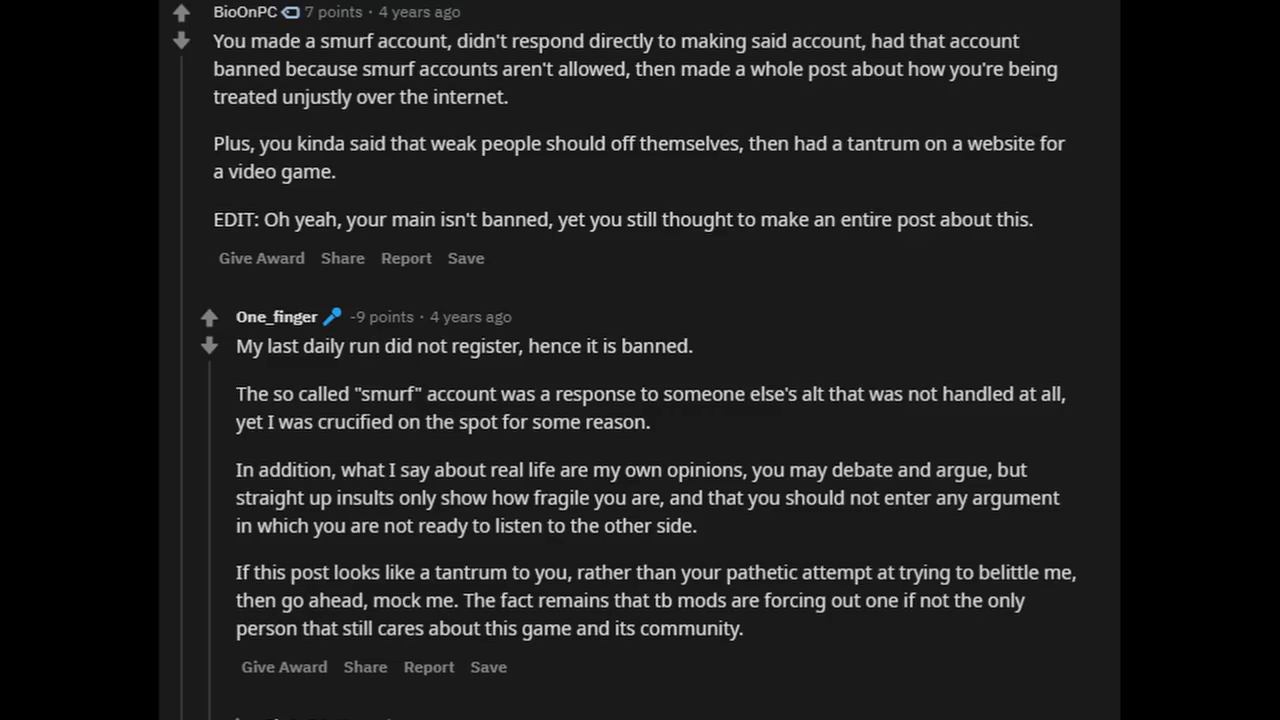 BioOnPC 7 points · 4 years ago
You made a smurf account, didn't respond directly to making said account, had that account
banned because smurf accounts aren't allowed, then made a whole post about how you're being
treated unjustly over the internet.
Plus, you kinda said that weak people should off themselves, then had a tantrum on a website for
a video game.
EDIT: Oh yeah, your main isn't banned, yet you still thought to make an entire post about this.
Give Award Share Report Save
One_finger -9 points · 4 years ago
My last daily run did not register, hence it is banned.
The so called "smurf" account was a response to someone else's alt that was not handled at all,
yet I was crucified on the spot for some reason.
In addition, what I say about real life are my own opinions, you may debate and argue, but
straight up insults only show how fragile you are, and that you should not enter any argument
in which you are not ready to listen to the other side.
If this post looks like a tantrum to you, rather than your pathetic attempt at trying to belittle me,
then go ahead, mock me. The fact remains that tb mods are forcing out one if not the only
person that still cares about this game and its community.
Give Award Share Report Save